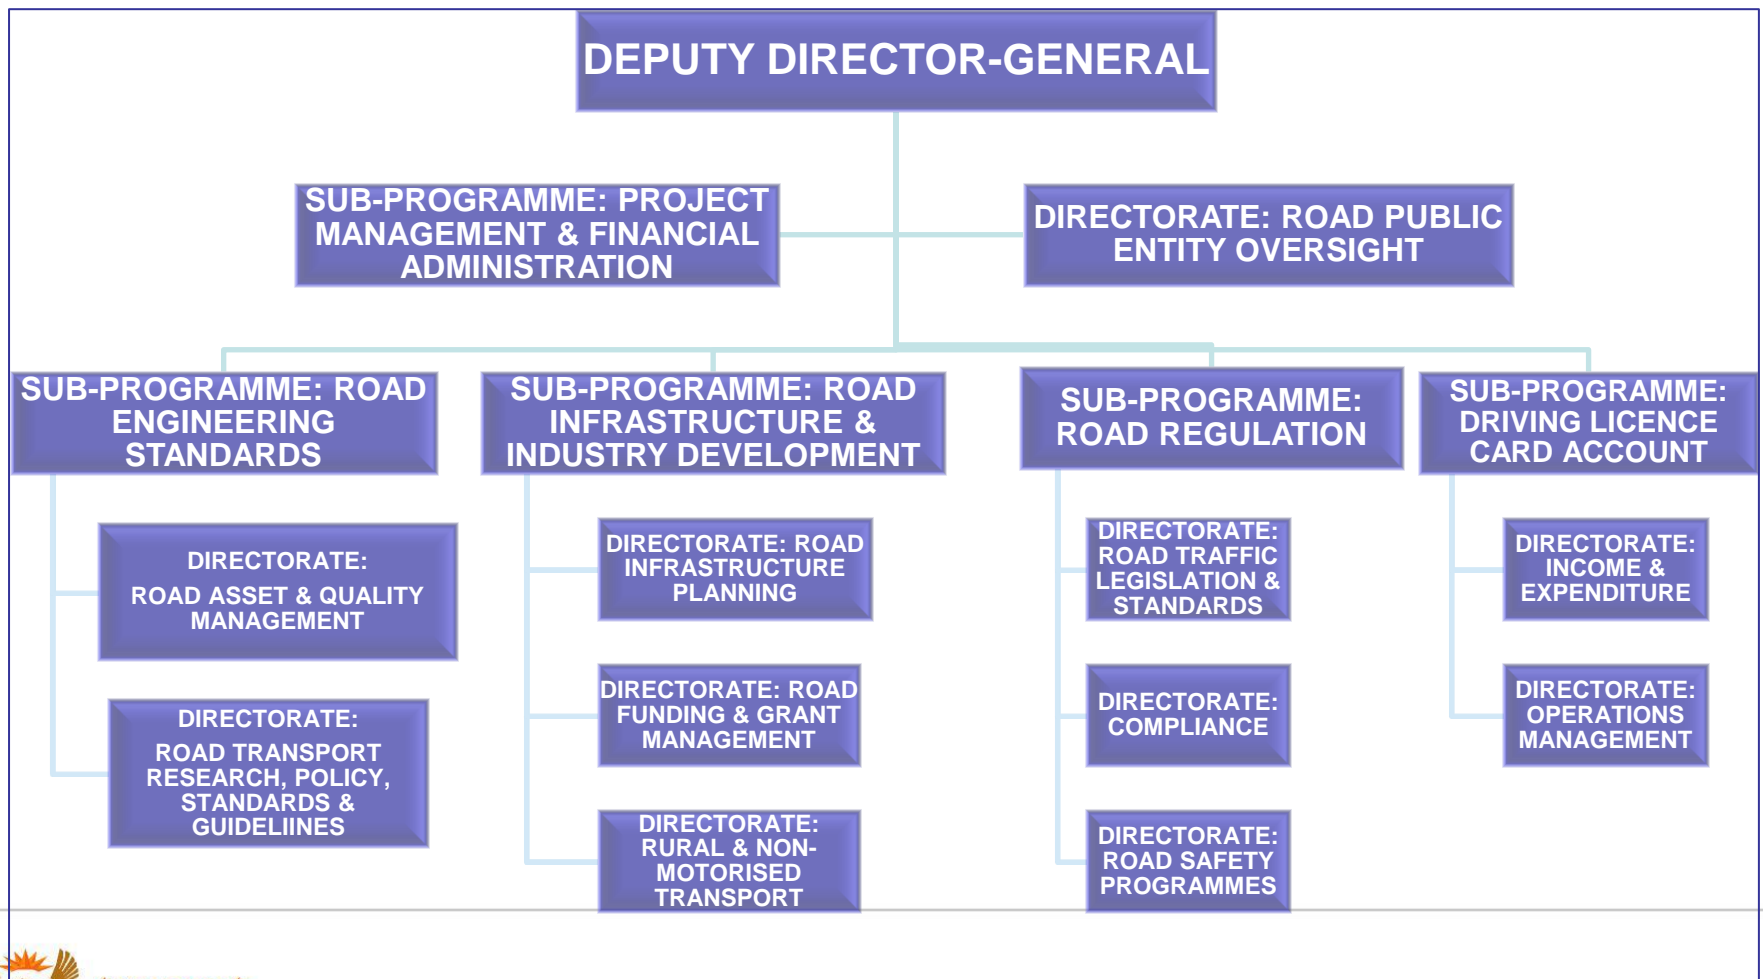 DEPUTY DIRECTOR-GENERAL
SUB-PROGRAMME: PROJECT
MANAGEMENT & FINANCIAL
ADMINISTRATION
DIRECTORATE: ROAD PUBLIC
ENTITY OVERSIGHT
SUB-PROGRAMME: ROAD
ENGINEERING
STANDARDS
SUB-PROGRAMME: ROAD
INFRASTRUCTURE &
INDUSTRY DEVELOPMENT
SUB-PROGRAMME:
ROAD REGULATION
SUB-PROGRAMME:
DRIVING LICENCE
CARD ACCOUNT
DIRECTORATE:
ROAD ASSET & QUALITY
MANAGEMENT
DIRECTORATE:
ROAD TRANSPORT
RESEARCH, POLICY,
STANDARDS &
GUIDELIINES
DIRECTORATE: ROAD
INFRASTRUCTURE
PLANNING
DIRECTORATE: ROAD
FUNDING & GRANT
MANAGEMENT
DIRECTORATE:
RURAL & NON-
MOTORISED
TRANSPORT
DIRECTORATE:
ROAD TRAFFIC
LEGISLATION &
STANDARDS
DIRECTORATE:
COMPLIANCE
DIRECTORATE:
ROAD SAFETY
PROGRAMMES
DIRECTORATE:
INCOME &
EXPENDITURE
DIRECTORATE:
OPERATIONS
MANAGEMENT